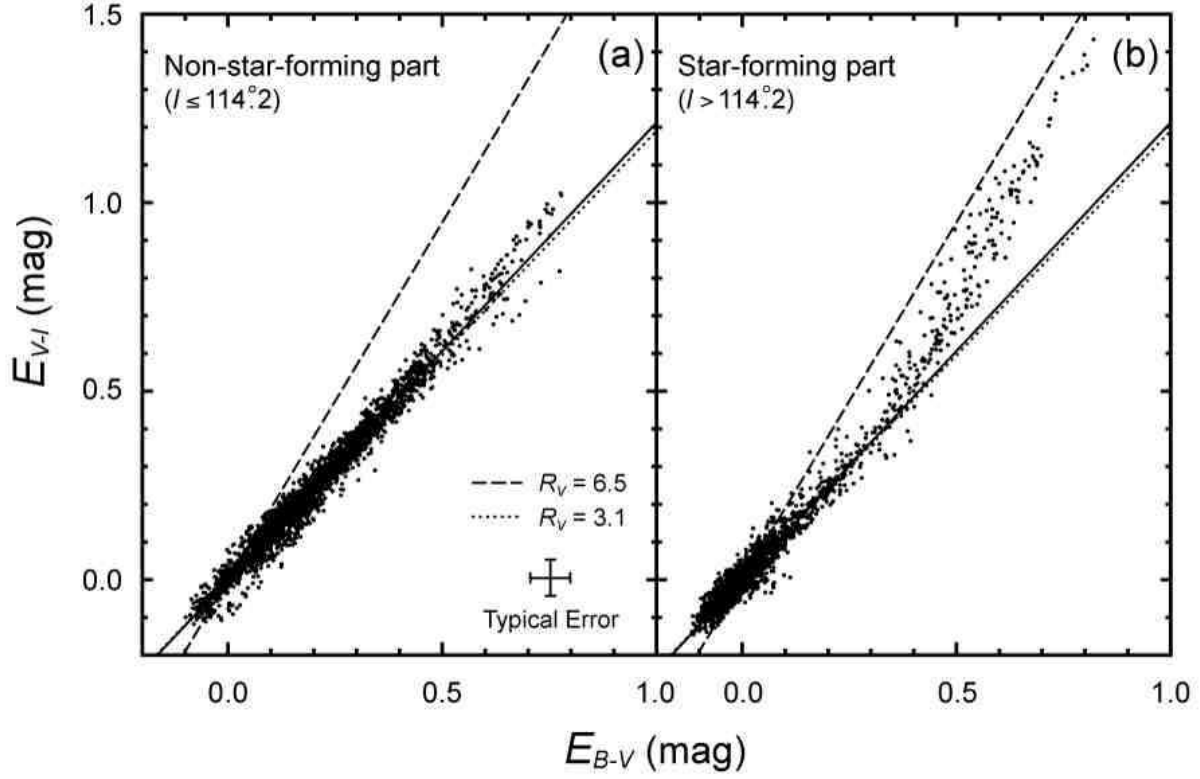 1.5
1.0
0.5
0.0
E_{V-I} (mag)
Non-star-forming part
(l ≤ 114°.2)
(a)
R_V = 6.5
R_V = 3.1
Typical Error
Star-forming part
(l > 114°.2)
(b)
0.0 0.5 1.0
0.0 0.5 1.0
E_{B-V} (mag)